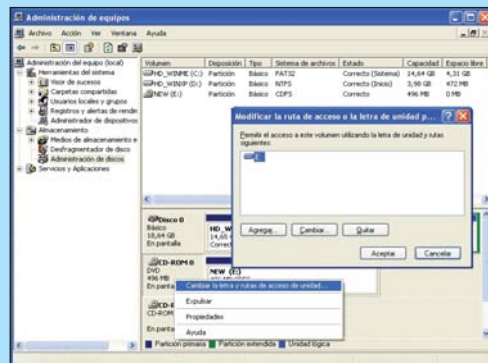 Administración de equipos
Archivo Acción Ver Ventana Ayuda
Administración del equipo (local)
Herramientas del sistema
Visor de sucesos
Carpetas compartidas
Usuarios locales y grupos
Registros y alertas de rendim
Administrador de dispositivos
Almacenamiento
Medios de almacenamiento e
Desfragmentador de disco
Administración de discos
Servicios y Aplicaciones
Volumen Disposición Tipo Sistema de archivos Estado Capacidad Espacio libre
HD_WINME (C:) Partición Básico FAT32 Correcto (Sistema) 14,64 GB 4,31 GB
HD_WINXP (D:) Partición Básico NTFS Correcto (Inicio) 3,98 GB 472 MB
NEW (E:) Partición Básico CDFS Correcto 496 MB 0 MB
Modificar la ruta de acceso o la letra de unidad p...
Permitir el acceso a este volumen utilizando la letra de unidad y rutas
siguientes:
Agregar... Cambiar... Quitar
Aceptar Cancelar
Disco 0
Básico
18,64 GB
En pantalla
HD_W
14,65
Correct
CD-ROM 0
DVD
496 MB
En panta
NEW (E:)
Cambiar la letra y rutas de acceso de unidad...
Expulsar
Propiedades
Ayuda
CD-ROM
En panta
Partición primaria Partición extendida Unidad lógica